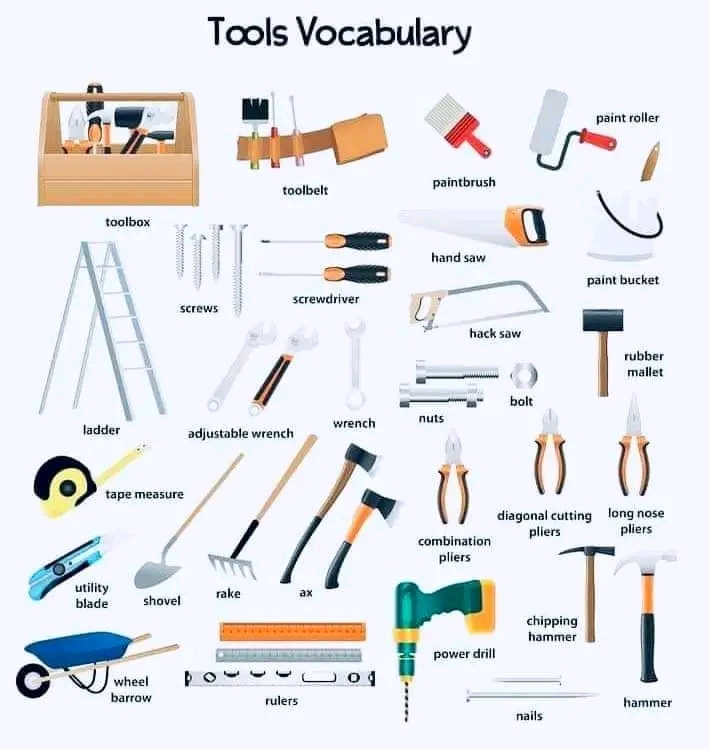 Tools Vocabulary
toolbox
toolbelt
paintbrush
paint roller
screws
screwdriver
hand saw
paint bucket
hack saw
ladder
adjustable wrench
wrench
nuts
bolt
rubber
mallet
tape measure
combination
pliers
diagonal cutting
pliers
long nose
pliers
utility
blade
shovel
rake
ax
chipping
hammer
power drill
wheel
barrow
rulers
nails
hammer